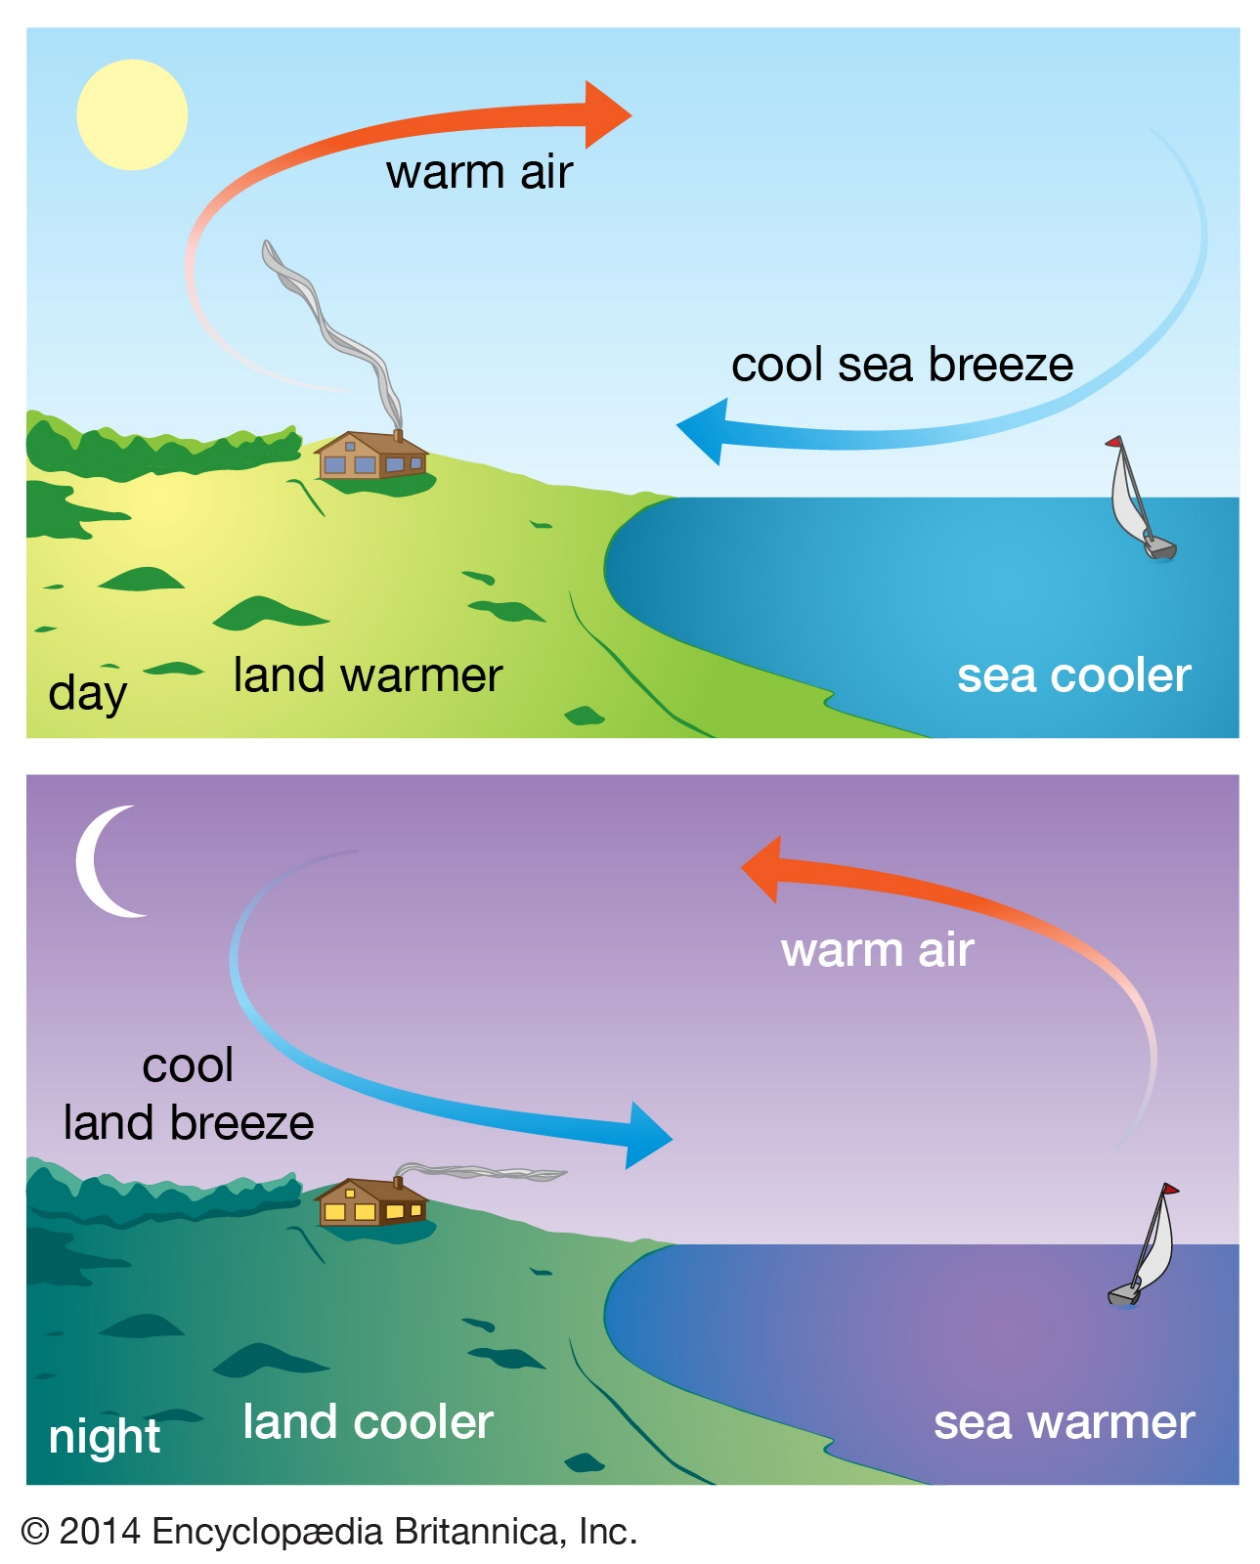 warm air
cool sea breeze
land warmer
sea cooler
day
warm air
cool
land breeze
land cooler
sea warmer
night
© 2014 Encyclopædia Britannica, Inc.